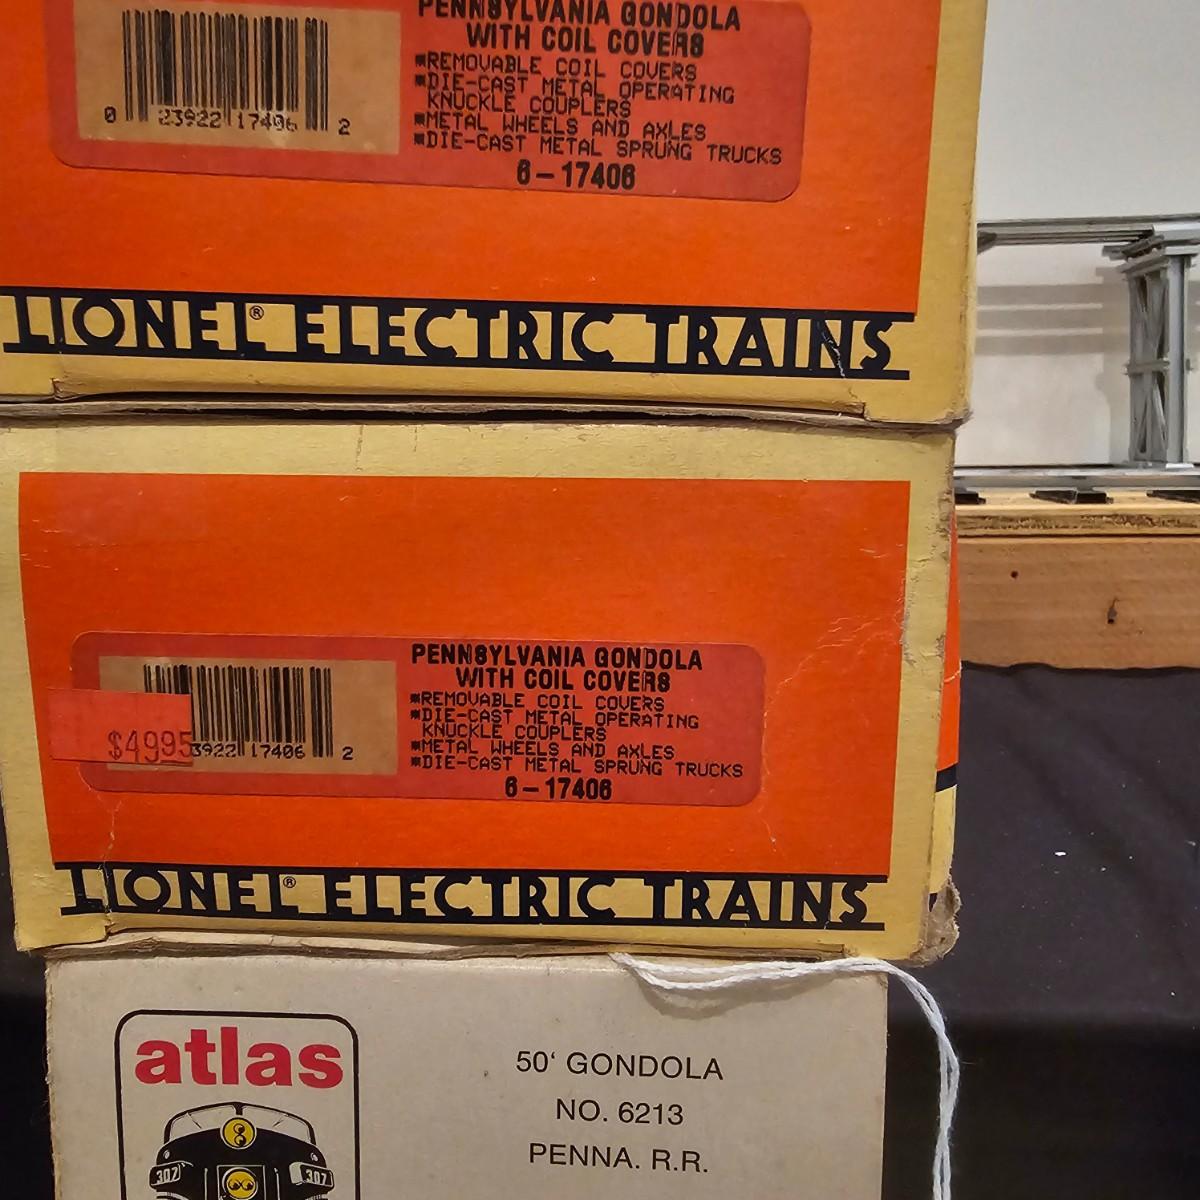 PENNSYLVANIA GONDOLA
WITH COIL COVERS
*REMOVABLE COIL COVERS
*DIE-CAST METAL OPERATING
KNUCKLE COUPLERS
*METAL WHEELS AND AXLES
*DIE-CAST METAL SPRUNG TRUCKS
6-17406
0 23922 17406 2
LIONEL® ELECTRIC TRAINS
PENNSYLVANIA GONDOLA
WITH COIL COVERS
*REMOVABLE COIL COVERS
*DIE-CAST METAL OPERATING
KNUCKLE COUPLERS
*METAL WHEELS AND AXLES
*DIE-CAST METAL SPRUNG TRUCKS
6-17406
$4995
3922 17406 2
LIONEL® ELECTRIC TRAINS
atlas
307 307
50' GONDOLA
NO. 6213
PENNA. R.R.